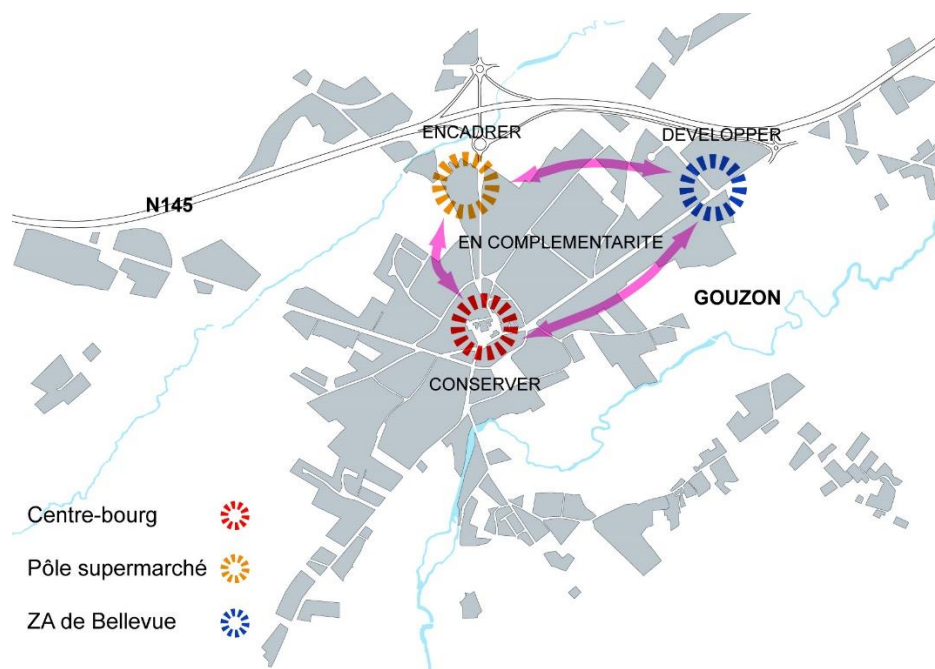 ENCADRER
DEVELOPPER
N145
EN COMPLEMENTARITE
GOUZON
CONSERVER
Centre-bourg
Pôle supermarché
ZA de Bellevue